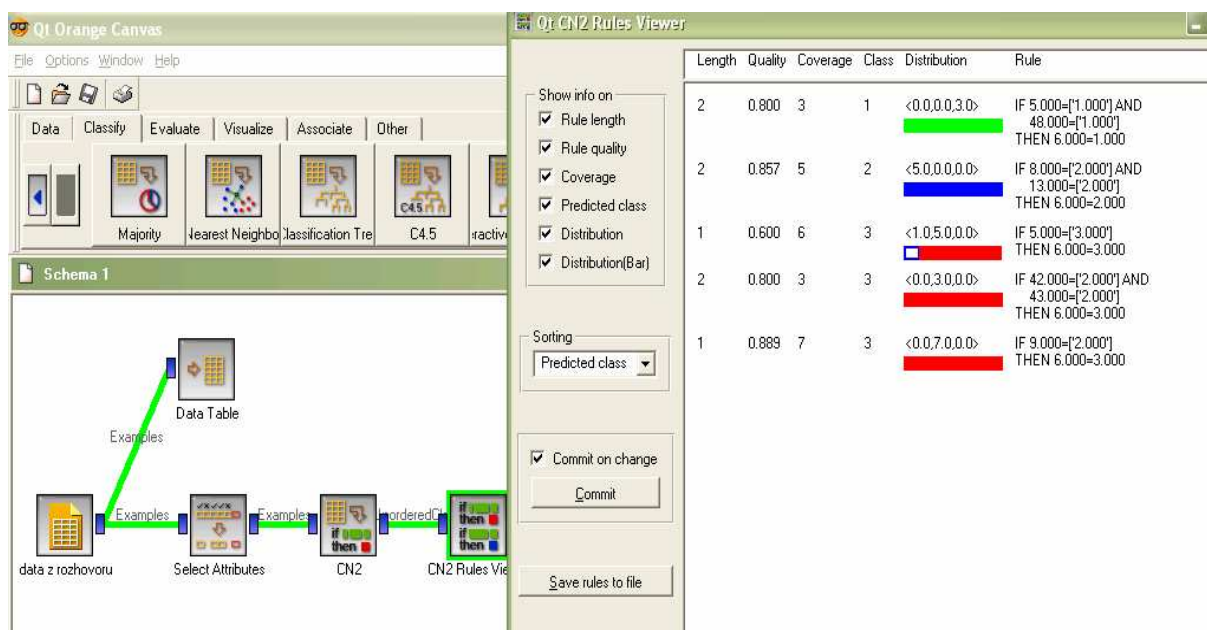 Qt Orange Canvas
File Options Window Help
Data Classify Evaluate Visualize Associate Other
Majority
C4.5
C4.5
Schema 1
Data Table
Examples
Examples
Examples
data z rozhovoru
Select Attributes
if
then
CN2
if
then
if
then
CN2 Rules Vie
Qt CN2 Rules Viewer
Show info on
Rule length
Rule quality
Coverage
Predicted class
Distribution
Distribution(Bar)
Sorting
Predicted class
Commit on change
Commit
Save rules to file
Length Quality Coverage Class Distribution Rule
2 0.800 3 1 <0.0,0.0,3.0> IF 5.000=['1.000'] AND
48.000=['1.000']
THEN 6.000=1.000
2 0.857 5 2 <5.0,0.0,0.0> IF 8.000=['2.000'] AND
13.000=['2.000']
THEN 6.000=2.000
1 0.600 6 3 <1.0,5.0,0.0> IF 5.000=['3.000']
THEN 6.000=3.000
2 0.800 3 3 <0.0,3.0,0.0> IF 42.000=['2.000'] AND
43.000=['2.000']
THEN 6.000=3.000
1 0.889 7 3 <0.0,7.0,0.0> IF 9.000=['2.000']
THEN 6.000=3.000